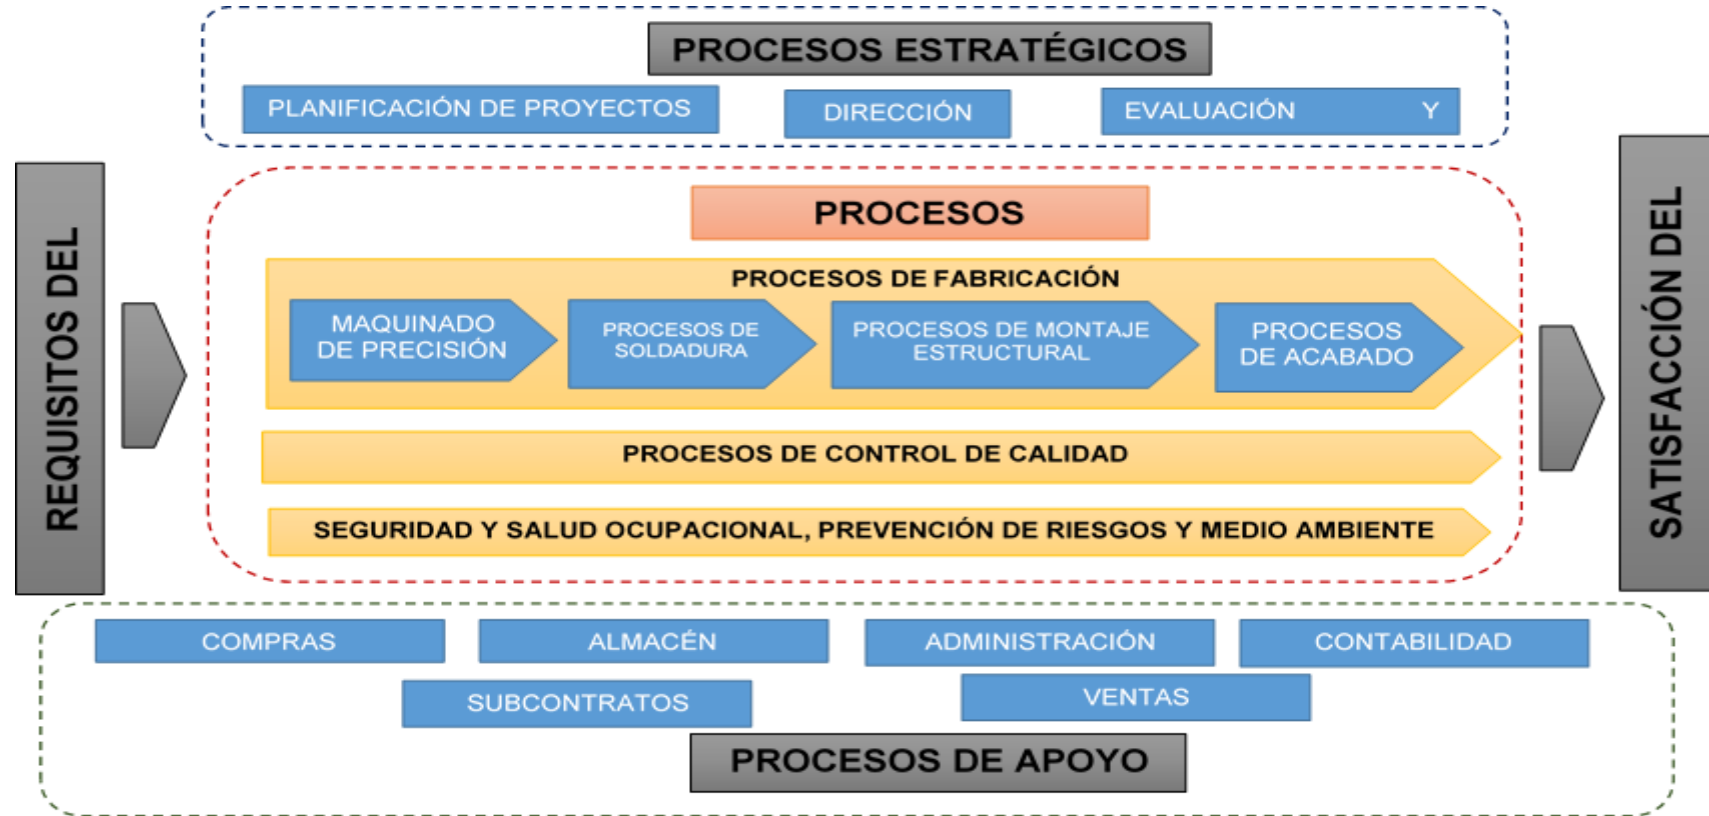 PROCESOS ESTRATÉGICOS
PLANIFICACIÓN DE PROYECTOS
DIRECCIÓN
EVALUACIÓN Y
REQUISITOS DEL
PROCESOS
PROCESOS DE FABRICACIÓN
MAQUINADO
DE PRECISIÓN
PROCESOS DE
SOLDADURA
PROCESOS DE MONTAJE
ESTRUCTURAL
PROCESOS
DE ACABADO
PROCESOS DE CONTROL DE CALIDAD
SEGURIDAD Y SALUD OCUPACIONAL, PREVENCIÓN DE RIESGOS Y MEDIO AMBIENTE
SATISFACCIÓN DEL
COMPRAS
ALMACÉN
ADMINISTRACIÓN
CONTABILIDAD
SUBCONTRATOS
VENTAS
PROCESOS DE APOYO